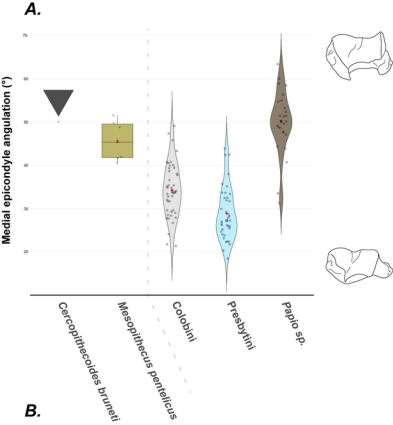 A.
Medial epicondyle angulation (°)
70
60
50
40
30
20
Cercopithecoides bruneti
Mesopithecus pentelicus
Colobini
Presbytini
Papio sp.
B.